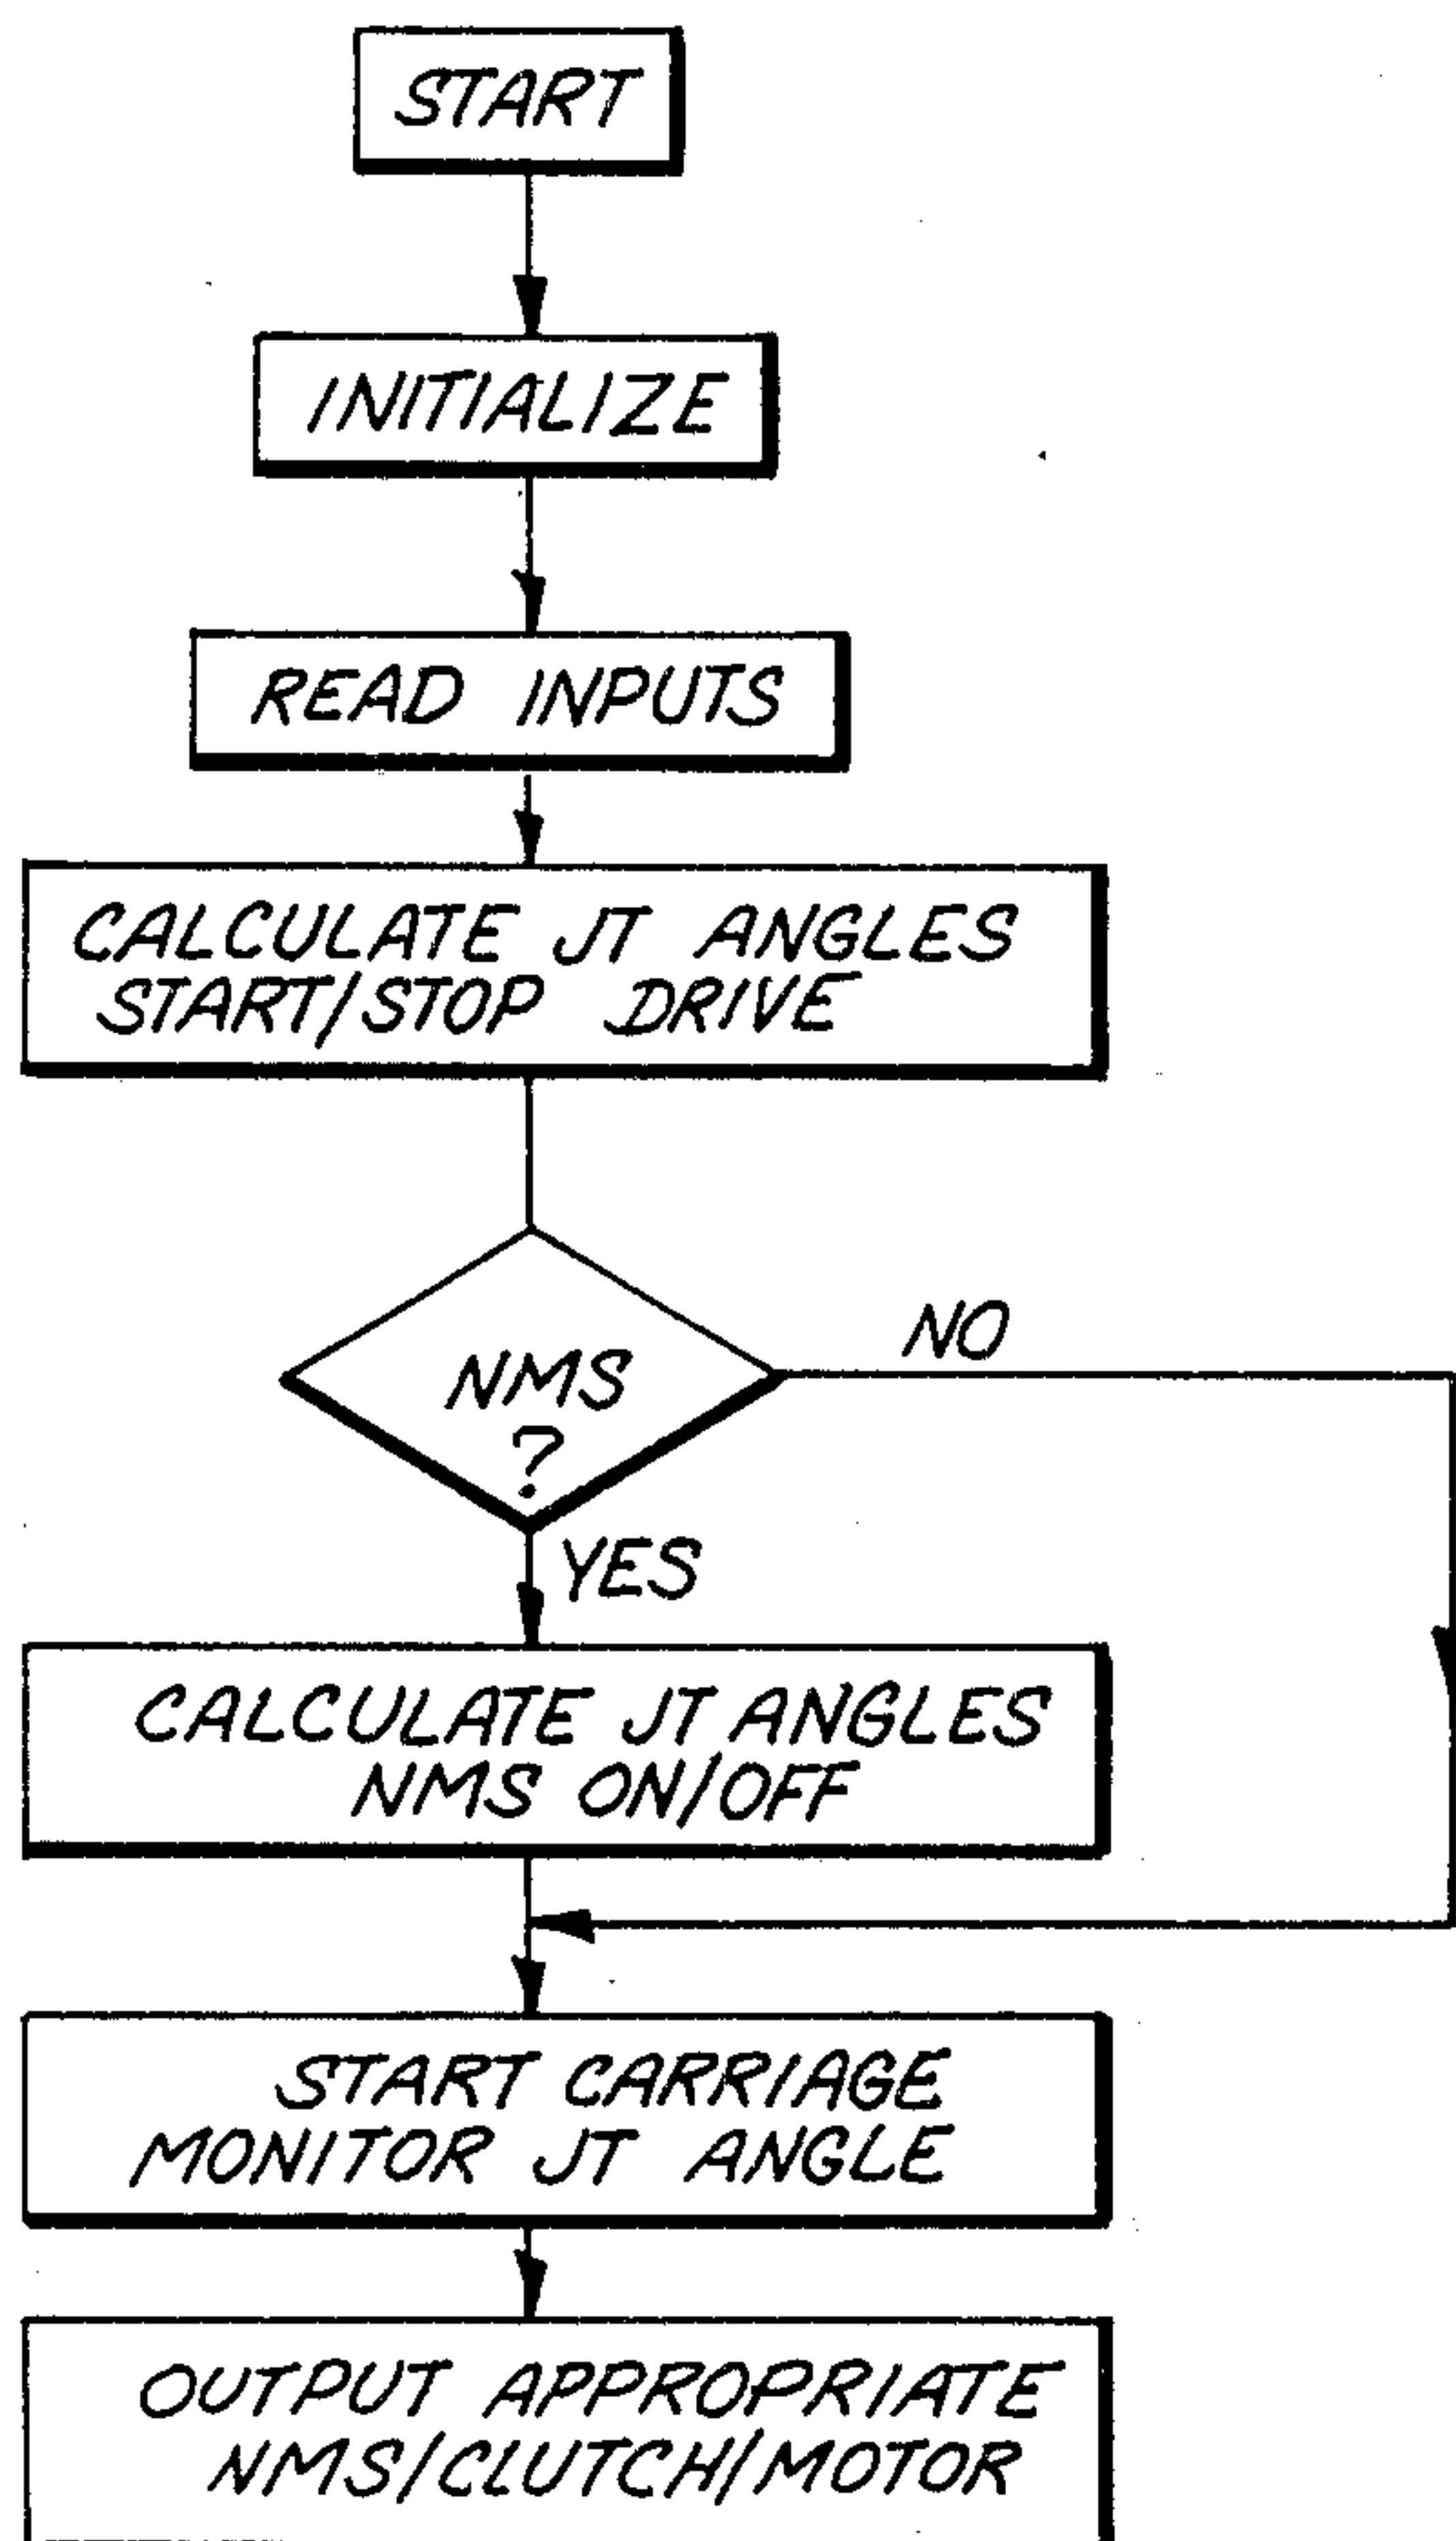 START
INITIALIZE
READ INPUTS
CALCULATE JT ANGLES
START/STOP DRIVE
NMS
?
NO
YES
CALCULATE JT ANGLES
NMS ON/OFF
START CARRIAGE
MONITOR JT ANGLE
OUTPUT APPROPRIATE
NMS/CLUTCH/MOTOR